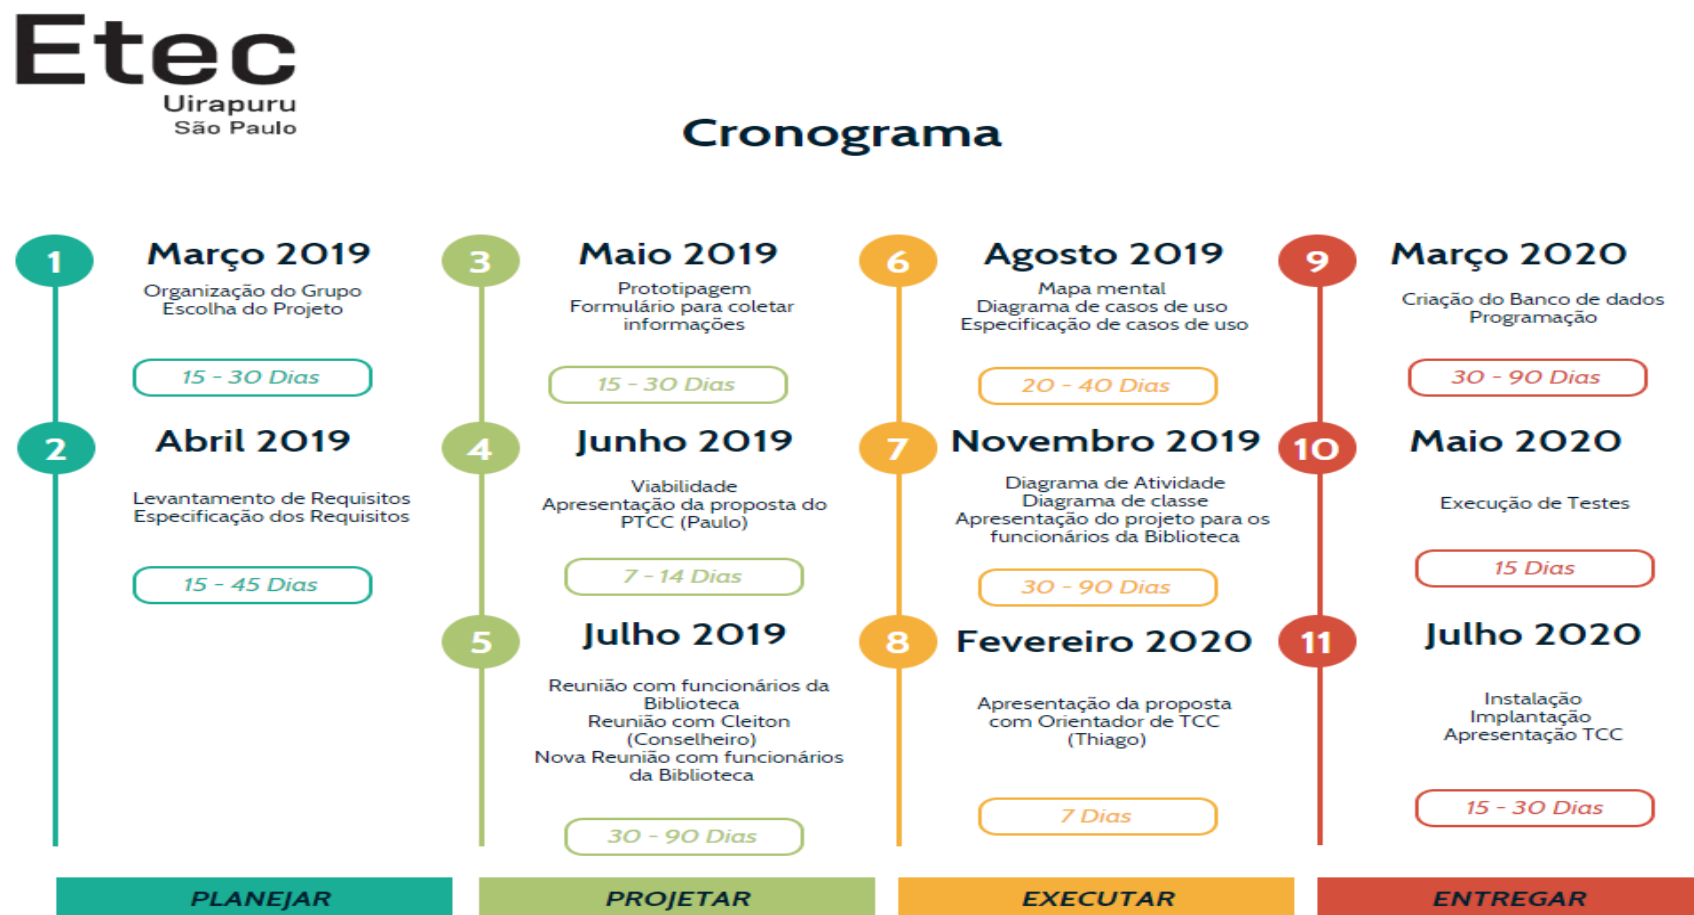 Etec
Uirapuru
São Paulo
Cronograma
1
Março 2019
Organização do Grupo
Escolha do Projeto
15 - 30 Dias
2
Abril 2019
Levantamento de Requisitos
Especificação dos Requisitos
15 - 45 Dias
PLANEJAR
3
Maio 2019
Prototipagem
Formulário para coletar
informações
15 - 30 Dias
4
Junho 2019
Viabilidade
Apresentação da proposta do
PTCC (Paulo)
7 - 14 Dias
5
Julho 2019
Reunião com funcionários da
Biblioteca
Reunião com Cleiton
(Conselheiro)
Nova Reunião com funcionários
da Biblioteca
30 - 90 Dias
PROJETAR
6
Agosto 2019
Mapa mental
Diagrama de casos de uso
Especificação de casos de uso
20 - 40 Dias
7
Novembro 2019
Diagrama de Atividade
Diagrama de classe
Apresentação do projeto para os
funcionários da Biblioteca
30 - 90 Dias
8
Fevereiro 2020
Apresentação da proposta
com Orientador de TCC
(Thiago)
7 Dias
EXECUTAR
9
Março 2020
Criação do Banco de dados
Programação
30 - 90 Dias
10
Maio 2020
Execução de Testes
15 Dias
11
Julho 2020
Instalação
Implantação
Apresentação TCC
15 - 30 Dias
ENTREGAR